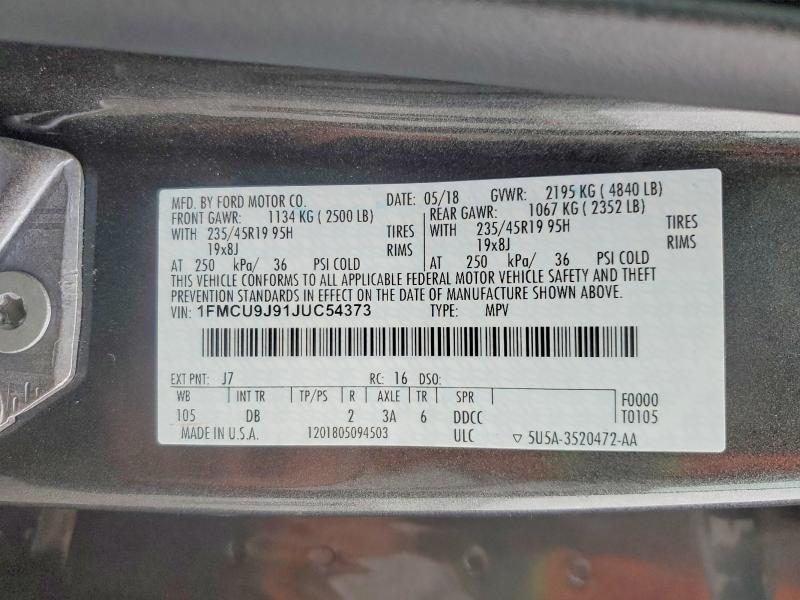 MFD. BY FORD MOTOR CO. DATE: 05/18 GVWR: 2195 KG ( 4840 LB)
FRONT GAWR: 1134 KG ( 2500 LB) REAR GAWR: 1067 KG ( 2352 LB)
WITH 235/45R19 95H TIRES WITH 235/45R19 95H TIRES
19x8J RIMS 19x8J RIMS
AT 250 kPa/ 36 PSI COLD AT 250 kPa/ 36 PSI COLD
THIS VEHICLE CONFORMS TO ALL APPLICABLE FEDERAL MOTOR VEHICLE SAFETY AND THEFT
PREVENTION STANDARDS IN EFFECT ON THE DATE OF MANUFACTURE SHOWN ABOVE.
VIN: 1FMCU9J91JUC54373 TYPE: MPV
EXT PNT: J7 RC: 16 DSO:
WB INT TR TP/PS R AXLE TR SPR F0000
105 DB 2 3A 6 DDCC T0105
MADE IN U.S.A. 1201805094503 ULC ▽ 5U5A-3520472-AA